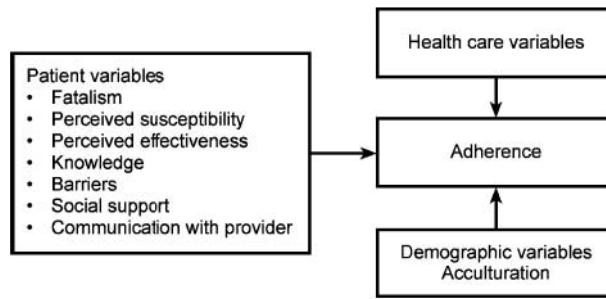 Patient variables
• Fatalism
• Perceived susceptibility
• Perceived effectiveness
• Knowledge
• Barriers
• Social support
• Communication with provider
Health care variables
Adherence
Demographic variables
Acculturation